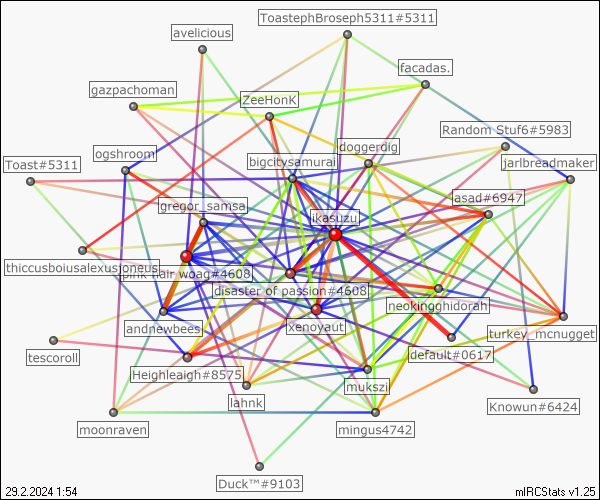 ToastephBroseph5311#5311
avelicious
facadas.
gazpachoman
ZeeHonK
Random Stuf6#5983
doggerdig
ogshroom
bigcitysamurai
Toast#5311
jarlbreadmaker
asad#6947
gregor_samsa
ikasuzu
thiccusboiusalexusjoneus
pink hair woag#4608
disaster of passion#4608
neokingghidorah
andnewbees
xenoyaut
turkey_mcnugget
tescoroll
default#0617
Heighleigh#8575
mukszi
lahnk
Knowun#6424
moonraven
mingus4742
Duck™#9103
29.2.2024 1:54
mIRCStats v1.25